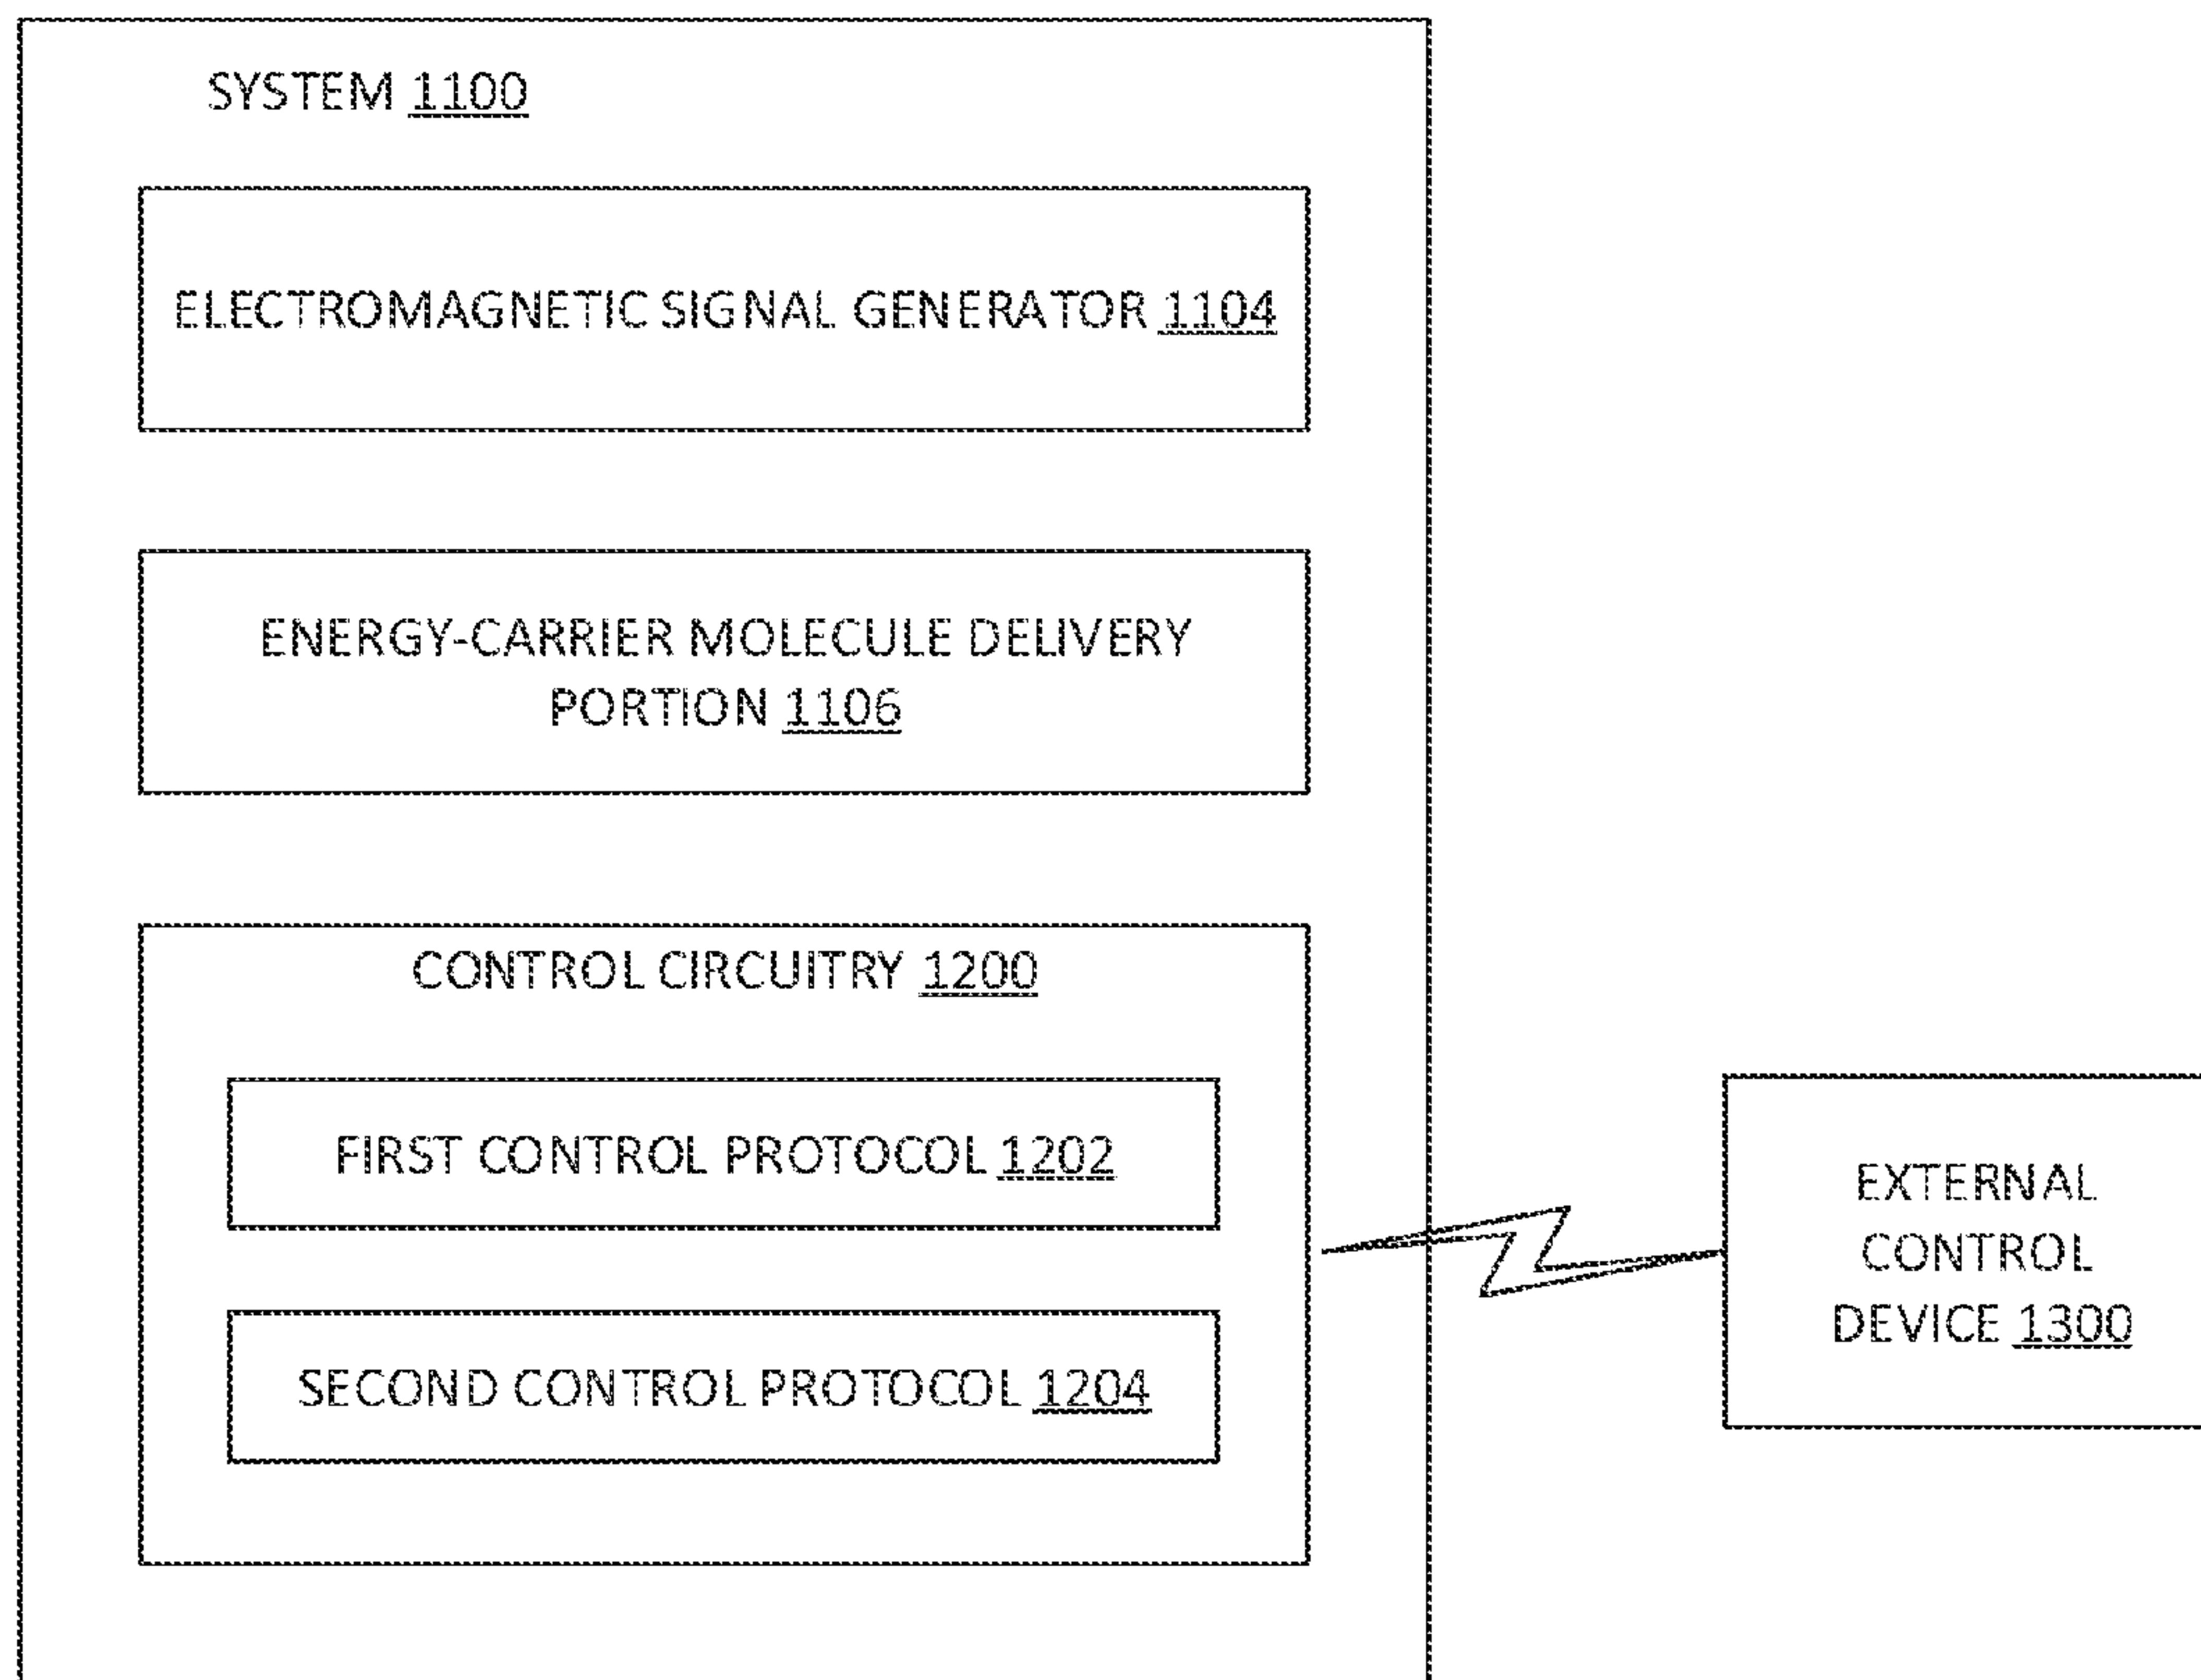 SYSTEM 1100
ELECTROMAGNETIC SIGNAL GENERATOR 1104
ENERGY-CARRIER MOLECULE DELIVERY
PORTION 1106
CONTROL CIRCUITRY 1200
FIRST CONTROL PROTOCOL 1202
SECOND CONTROL PROTOCOL 1204
EXTERNAL
CONTROL
DEVICE 1300